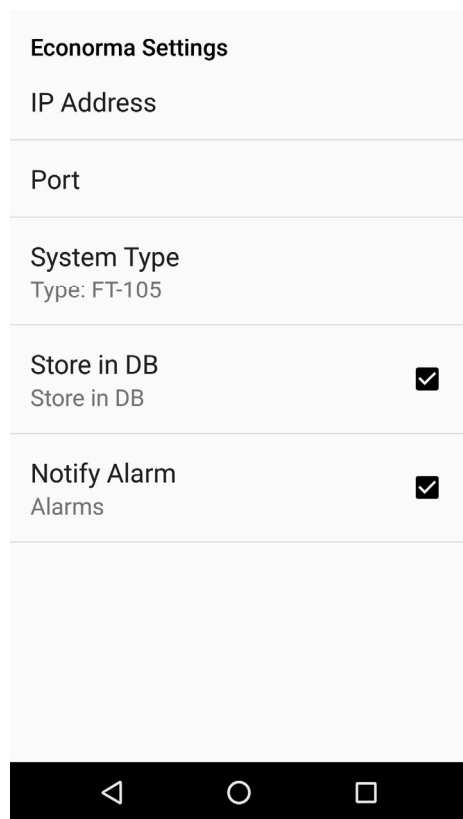 Econorma Settings
IP Address
Port
System Type
Type: FT-105
Store in DB
Store in DB
Notify Alarm
Alarms